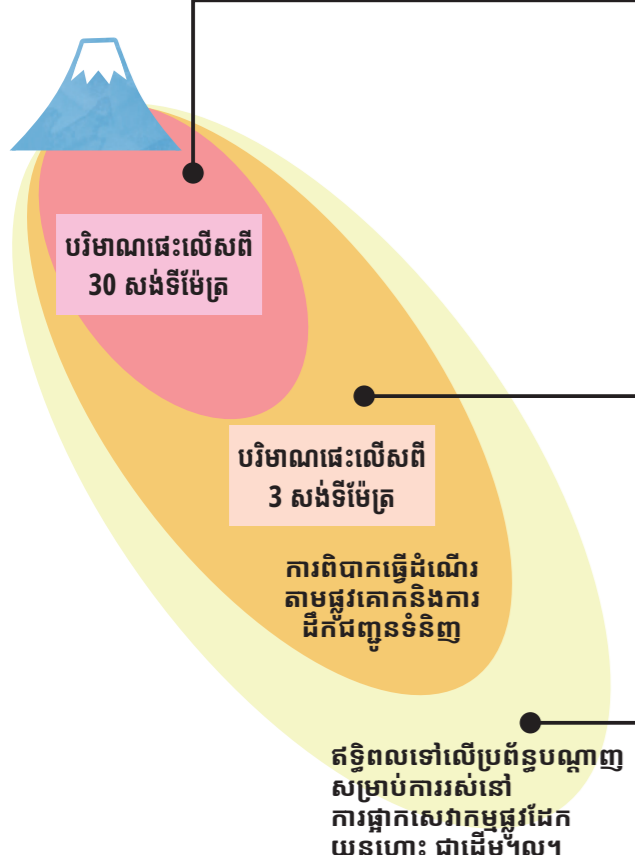 បរិមាណផេះលើសពី
30 សង់ទីម៉ែត្រ
បរិមាណផេះលើសពី
3 សង់ទីម៉ែត្រ
ការពិបាកធ្វើដំណើរ
តាមផ្លូវគោកនិងការ
ដឹកជញ្ជូនទំនិញ
ឥទ្ធិពលទៅលើប្រព័ន្ធបណ្តាញ
សម្រាប់ការរស់នៅ
ការផ្អាកសេវាកម្មផ្លូវដែក
យន្តហោះ ជាដើម។ល។